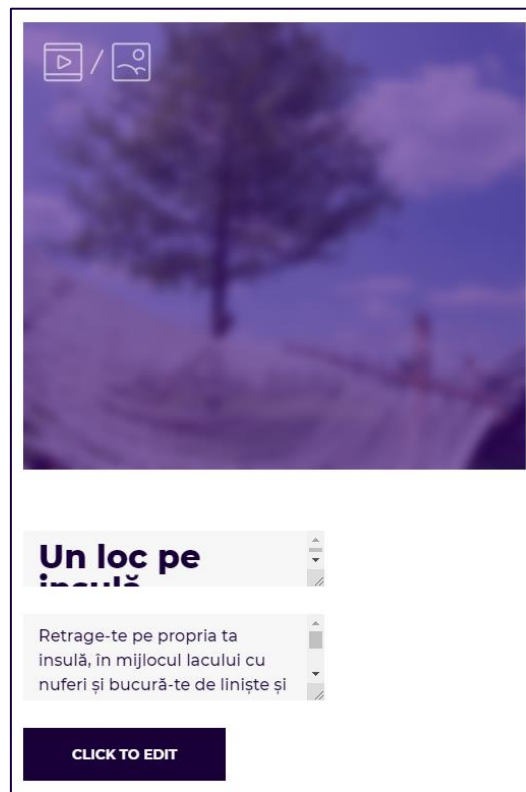 Un loc pe
insulă
Retrage-te pe propria ta
insulă, în mijlocul lacului cu
nuferi și bucură-te de liniște și
CLICK TO EDIT